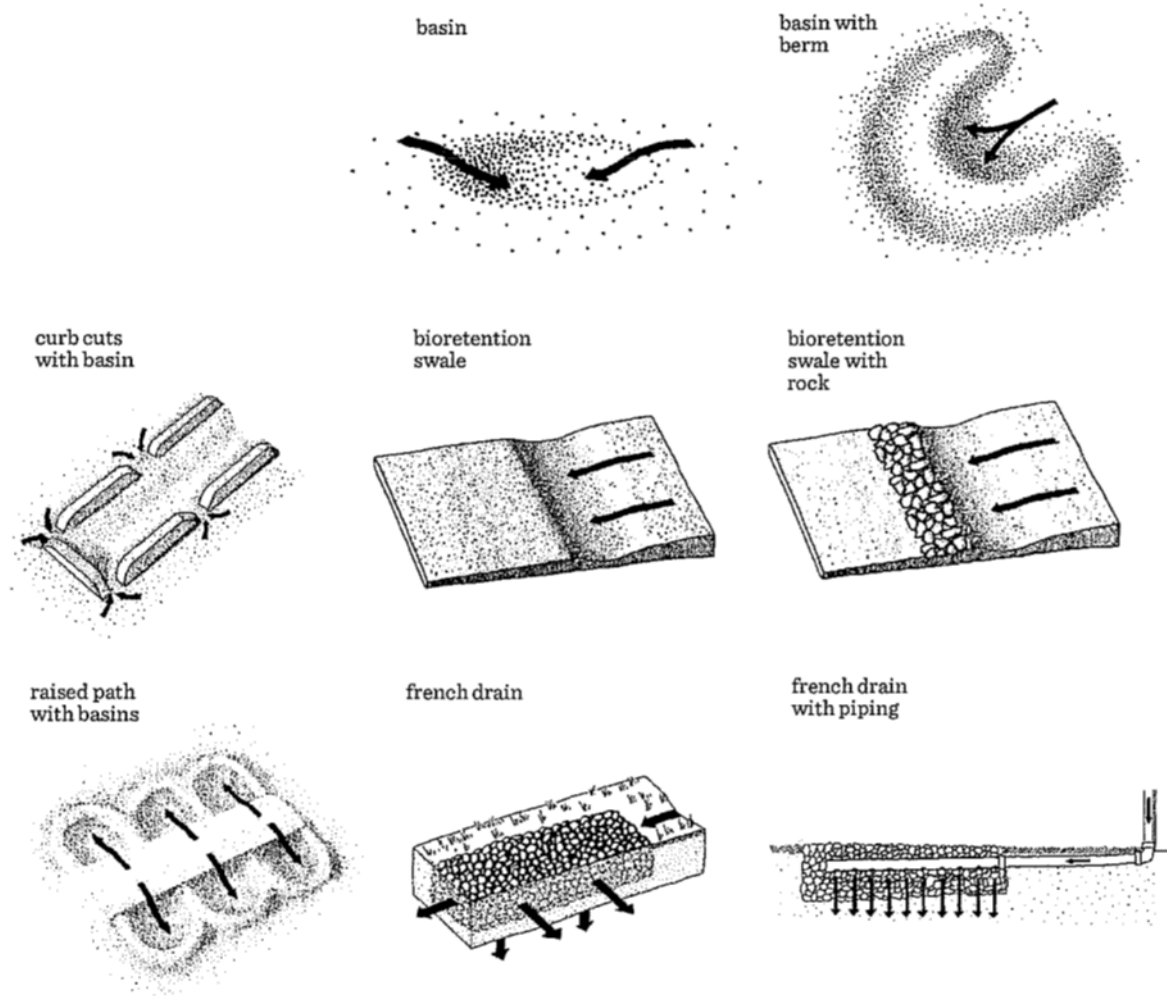 basin
basin with
berm
curb cuts
with basin
bioretention
swale
bioretention
swale with
rock
raised path
with basins
french drain
french drain
with piping